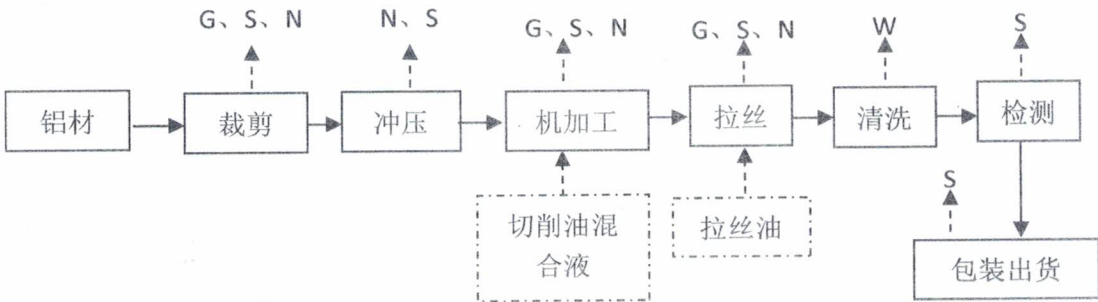 G、S、N
N、S
G、S、N
G、S、N
W
S
铝材
裁剪
冲压
机加工
拉丝
清洗
检测
切削油混
合液
拉丝油
S
包装出货